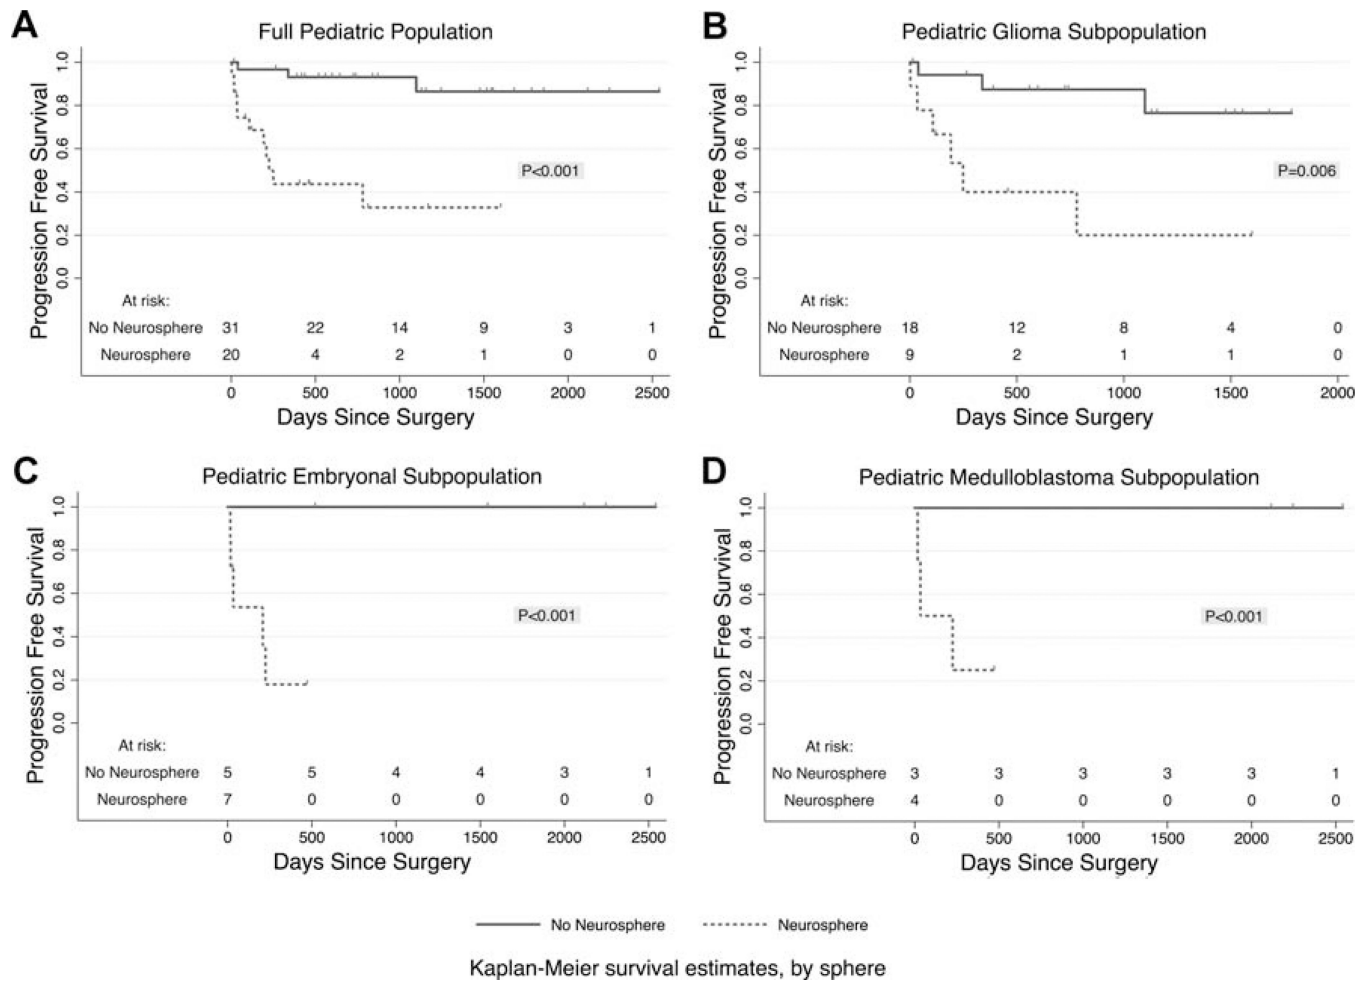 A
Full Pediatric Population
Progression Free Survival
1.0
0.8
0.6
0.4
0.2
0.0
P<0.001
At risk:
No Neurosphere 31 22 14 9 3 1
Neurosphere 20 4 2 1 0 0
0 500 1000 1500 2000 2500
Days Since Surgery
B
Pediatric Glioma Subpopulation
Progression Free Survival
1.0
0.8
0.6
0.4
0.2
0.0
P=0.006
At risk:
No Neurosphere 18 12 8 4 0
Neurosphere 9 2 1 1 0
0 500 1000 1500 2000
Days Since Surgery
C
Pediatric Embryonal Subpopulation
Progression Free Survival
1.0
0.8
0.6
0.4
0.2
0.0
P<0.001
At risk:
No Neurosphere 5 5 4 4 3 1
Neurosphere 7 0 0 0 0 0
0 500 1000 1500 2000 2500
Days Since Surgery
D
Pediatric Medulloblastoma Subpopulation
Progression Free Survival
1.0
0.8
0.6
0.4
0.2
0.0
P<0.001
At risk:
No Neurosphere 3 3 3 3 3 1
Neurosphere 4 0 0 0 0 0
0 500 1000 1500 2000 2500
Days Since Surgery
No Neurosphere Neurosphere
Kaplan-Meier survival estimates, by sphere